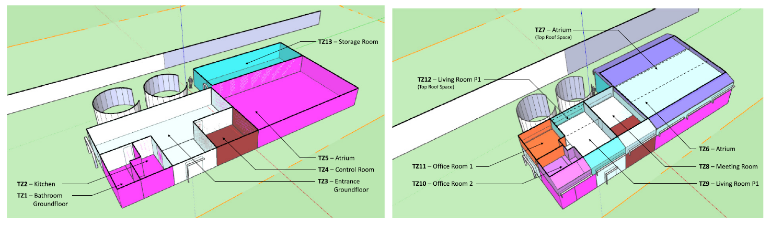 TZ13 – Storage Room
TZ5 – Atrium
TZ4 – Control Room
TZ3 – Entrance
Groundfloor
TZ2 – Kitchen
TZ1 – Bathroom
Groundfloor
TZ7 – Atrium
(Top Roof Space)
TZ12 – Living Room P1
(Top Roof Space)
TZ6 – Atrium
TZ11 – Office Room 1
TZ8 – Meeting Room
TZ10 – Office Room 2
TZ9 – Living Room P1